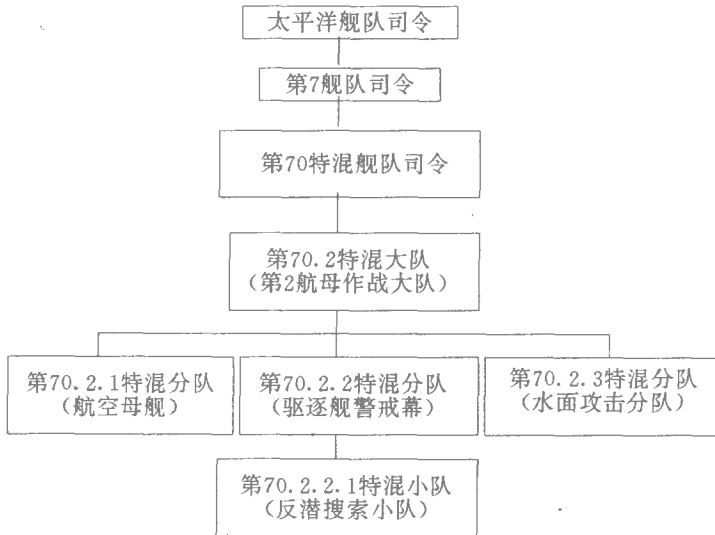 太平洋舰队司令
第7舰队司令
第70特混舰队司令
第70.2特混大队
(第2航母作战大队)
第70.2.1特混分队
(航空母舰)
第70.2.2特混分队
(驱逐舰警戒幕)
第70.2.3特混分队
(水面攻击分队)
第70.2.2.1特混小队
(反潜搜索小队)